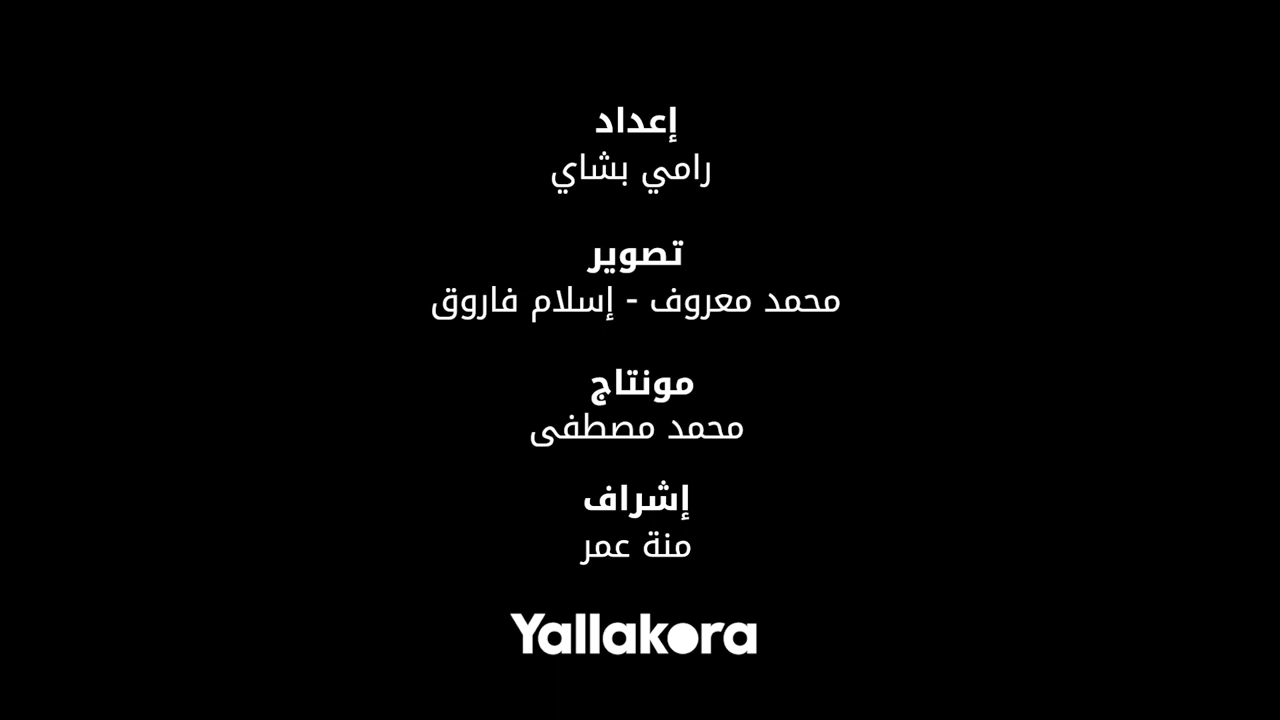 إعداد
رامي بشاي
تصوير
محمد معروف - إسلام فاروق
مونتاج
محمد مصطفى
إشراف
منة عمر
Yallakora